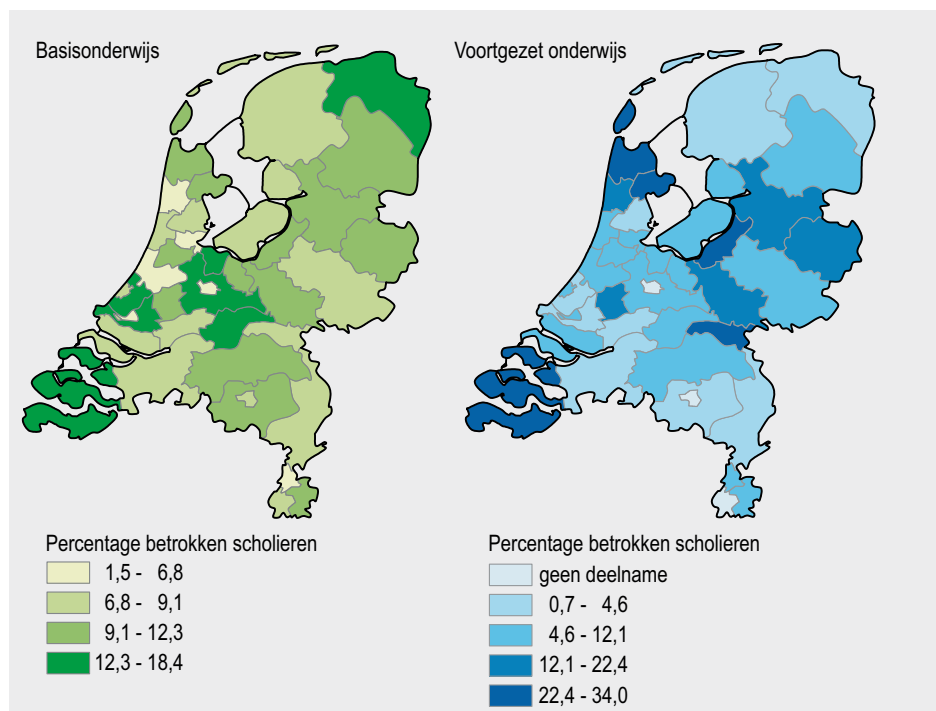 Basisonderwijs
Voortgezet onderwijs
Percentage betrokken scholieren
1,5 - 6,8
6,8 - 9,1
9,1 - 12,3
12,3 - 18,4
Percentage betrokken scholieren
geen deelname
0,7 - 4,6
4,6 - 12,1
12,1 - 22,4
22,4 - 34,0